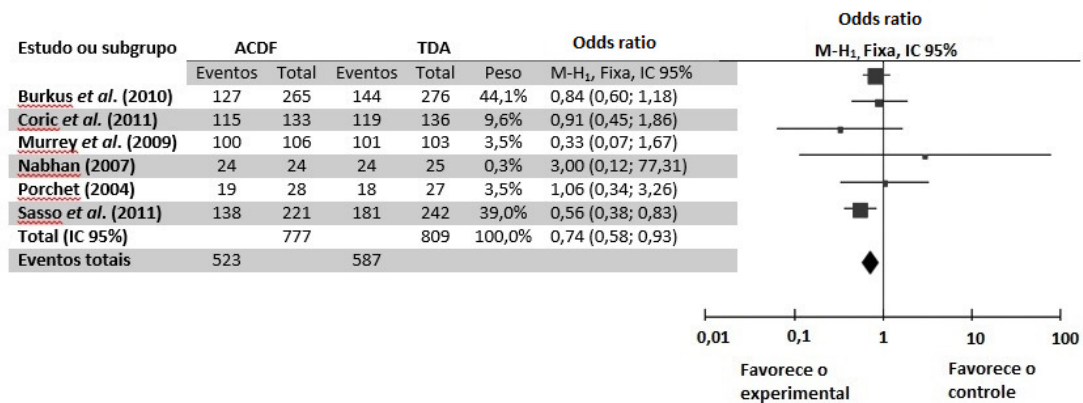 Odds ratio
Estudo ou subgrupo ACDF TDA Odds ratio M-H₁, Fixa, IC 95%
Eventos Total Eventos Total Peso M-H₁, Fixa, IC 95%
Burkus et al. (2010) 127 265 144 276 44,1% 0,84 (0,60; 1,18)
Coric et al. (2011) 115 133 119 136 9,6% 0,91 (0,45; 1,86)
Murrey et al. (2009) 100 106 101 103 3,5% 0,33 (0,07; 1,67)
Nabhan (2007) 24 24 24 25 0,3% 3,00 (0,12; 77,31)
Porchet (2004) 19 28 18 27 3,5% 1,06 (0,34; 3,26)
Sasso et al. (2011) 138 221 181 242 39,0% 0,56 (0,38; 0,83)
Total (IC 95%) 777 809 100,0% 0,74 (0,58; 0,93)
Eventos totais 523 587
0,01 0,1 1 10 100
Favorece o Favorece o
experimental controle